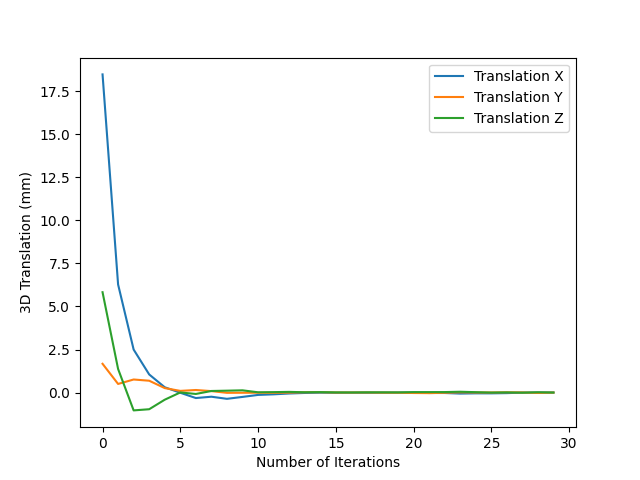 Translation X
Translation Y
Translation Z
17.5
15.0
12.5
10.0
7.5
5.0
2.5
0.0
3D Translation (mm)
0 5 10 15 20 25 30
Number of Iterations